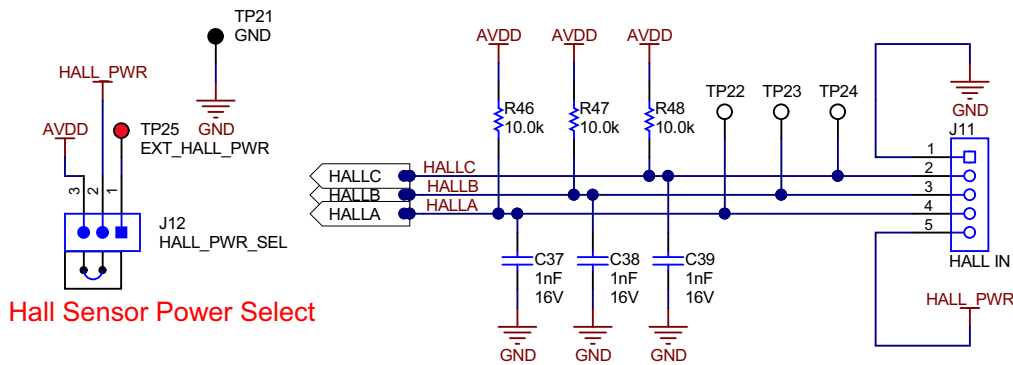 TP21
GND
HALL_PWR
AVDD
GND
TP25
EXT_HALL_PWR
3
2
1
J12
HALL_PWR_SEL
Hall Sensor Power Select
AVDD
AVDD
AVDD
R46
10.0k
R47
10.0k
R48
10.0k
TP22
TP23
TP24
HALLC
HALLB
HALLA
HALLC
HALLB
HALLA
C37
1nF
16V
C38
1nF
16V
C39
1nF
16V
GND
GND
GND
GND
J11
1
2
3
4
5
HALL IN
HALL_PWR